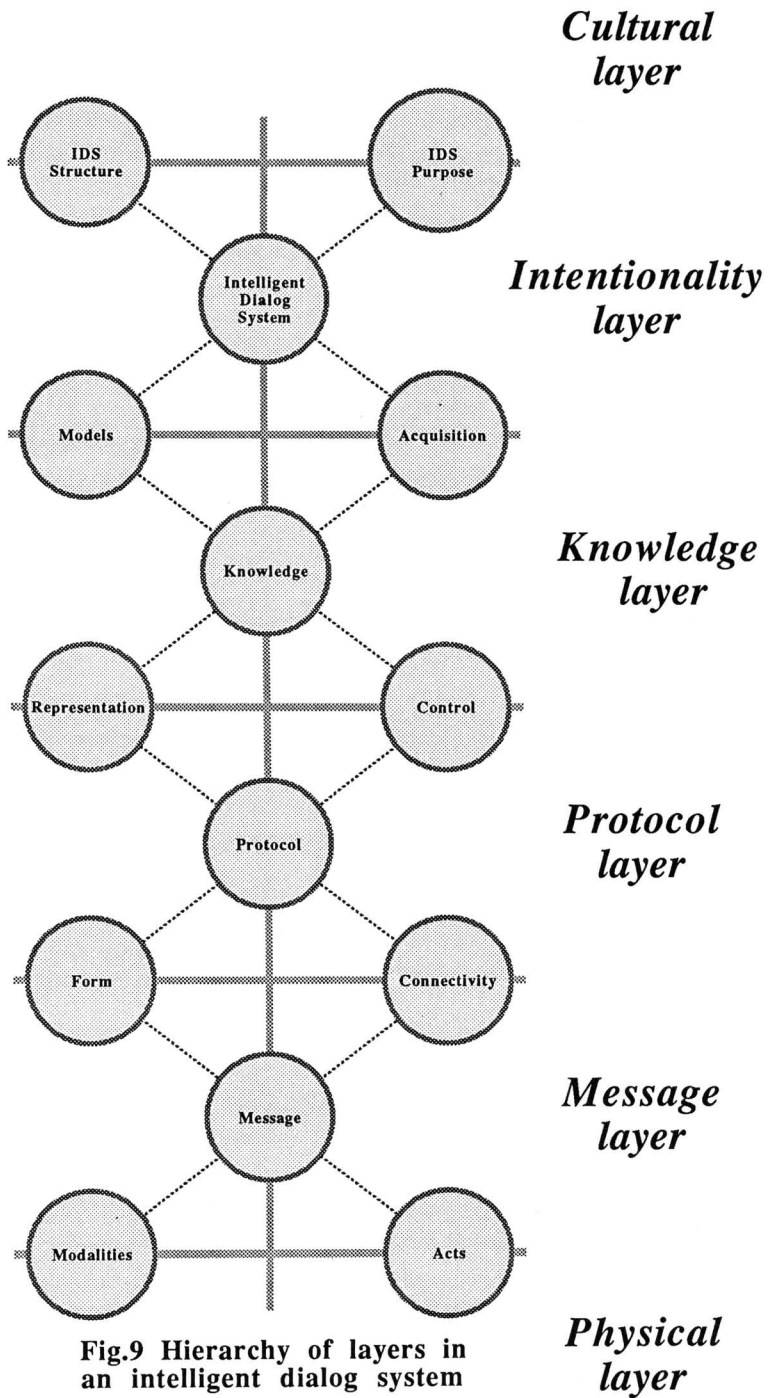 Cultural
layer
IDS
Structure
IDS
Purpose
Intelligent
Dialog
System
Intentionality
layer
Models
Acquisition
Knowledge
Knowledge
layer
Representation
Control
Protocol
Protocol
layer
Form
Connectivity
Message
Message
layer
Modalities
Acts
Fig.9 Hierarchy of layers in
an intelligent dialog system
Physical
layer